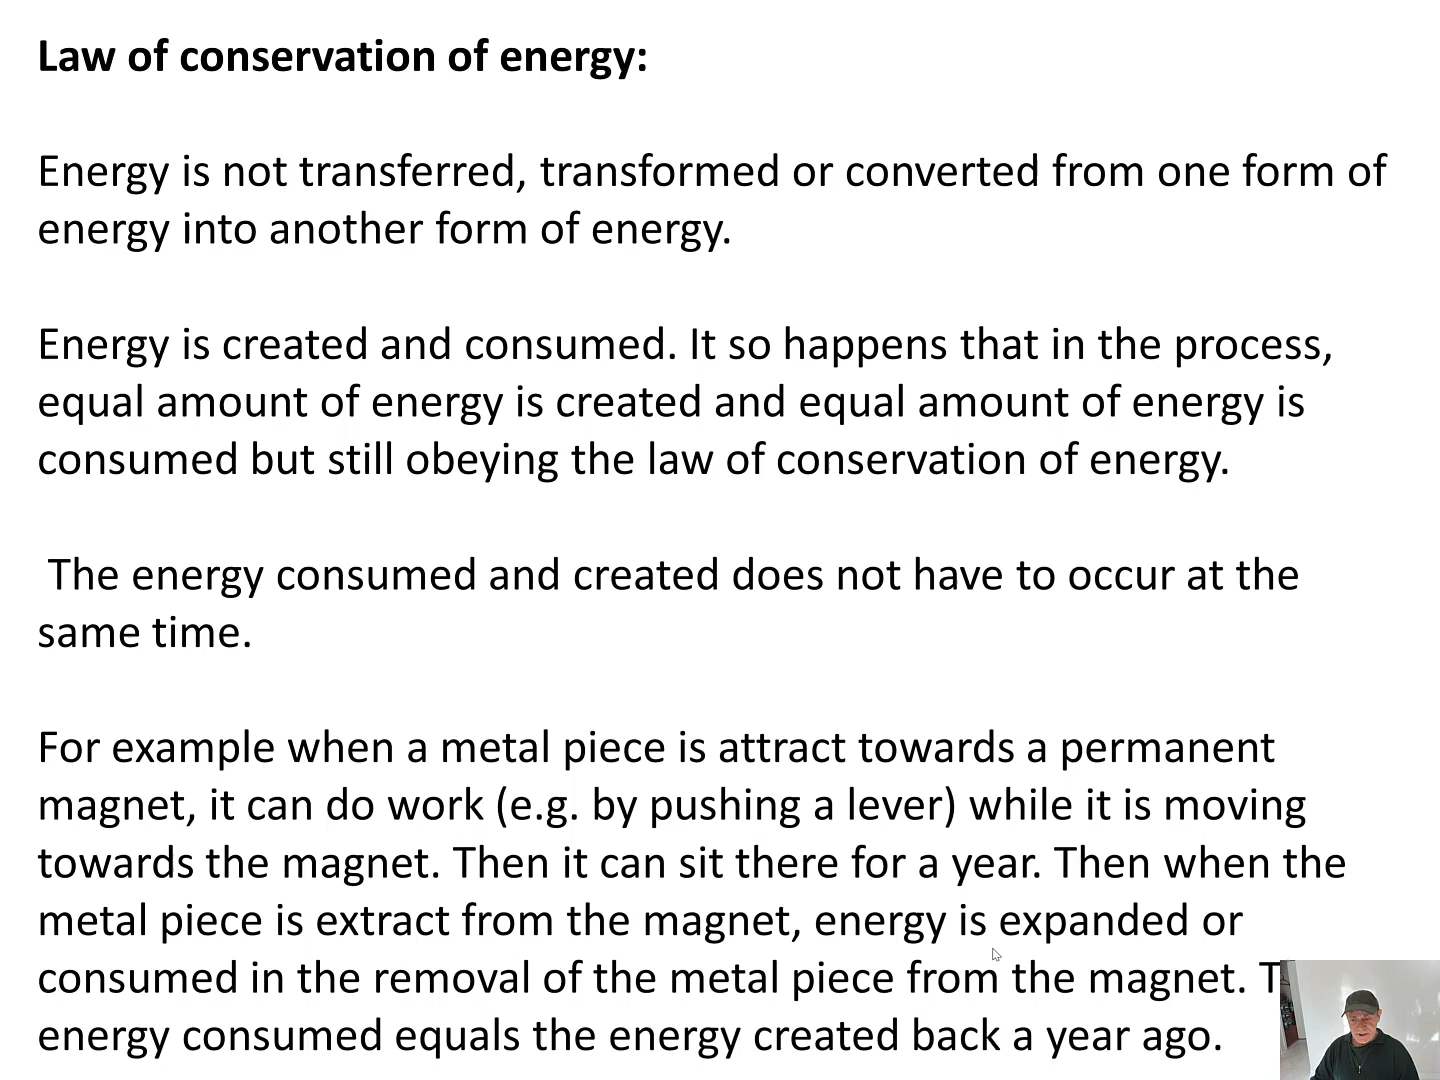 Law of conservation of energy:
Energy is not transferred, transformed or converted from one form of
energy into another form of energy.
Energy is created and consumed. It so happens that in the process,
equal amount of energy is created and equal amount of energy is
consumed but still obeying the law of conservation of energy.
The energy consumed and created does not have to occur at the
same time.
For example when a metal piece is attract towards a permanent
magnet, it can do work (e.g. by pushing a lever) while it is moving
towards the magnet. Then it can sit there for a year. Then when the
metal piece is extract from the magnet, energy is expanded or
consumed in the removal of the metal piece from the magnet.
energy consumed equals the energy created back a year ago.